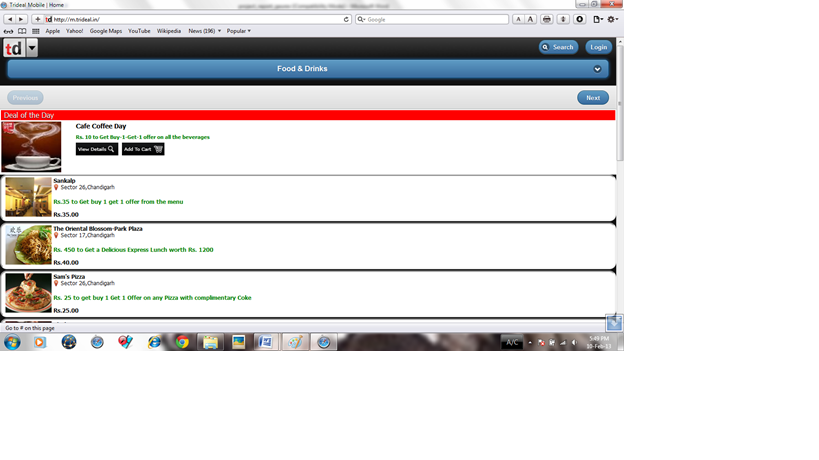 Trideal Mobile | Home
http://m.trideal.in/
Google
A A
Apple Yahoo! Google Maps YouTube Wikipedia News (196) Popular
td
Search
Login
Food & Drinks
Previous
Next
Deal of the Day
Cafe Coffee Day
Rs. 10 to Get Buy-1-Get-1 offer on all the beverages
View Details
Add To Cart
Sankalp
Sector 26,Chandigarh
Rs.35 to Get buy 1 get 1 offer from the menu
Rs.35.00
The Oriental Blossom-Park Plaza
Sector 17,Chandigarh
Rs. 450 to Get a Delicious Express Lunch worth Rs. 1200
Rs.40.00
Sam's Pizza
Sector 26,Chandigarh
Rs. 25 to get buy 1 Get 1 Offer on any Pizza with complimentary Coke
Rs.25.00
Go to # on this page
A/C
5:49 PM
10-Feb-13